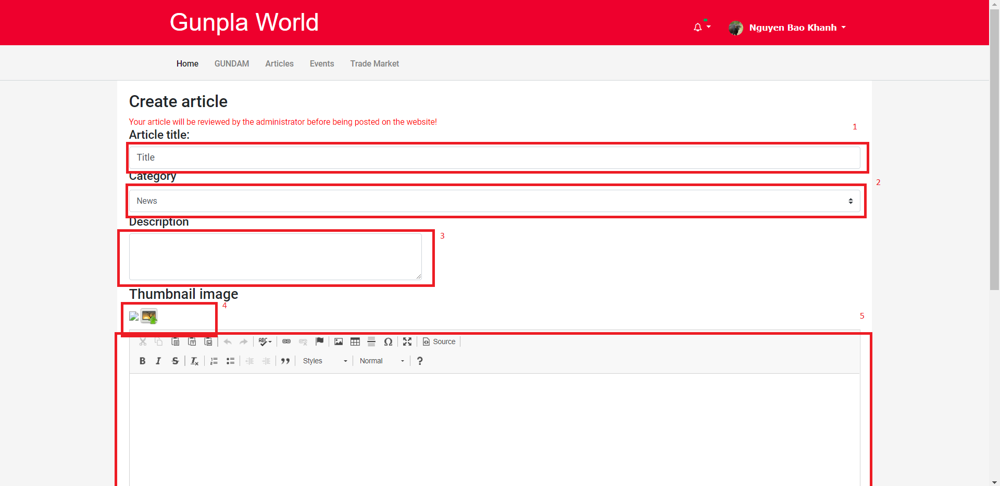 Gunpla World
Nguyen Bao Khanh
Home GUNDAM Articles Events Trade Market
Create article
Your article will be reviewed by the administrator before being posted on the website!
1
Article title:
Title
Category
2
News
Description
3
Thumbnail image
4
5
ABC
Source
B I S Tx
Styles
Normal
?